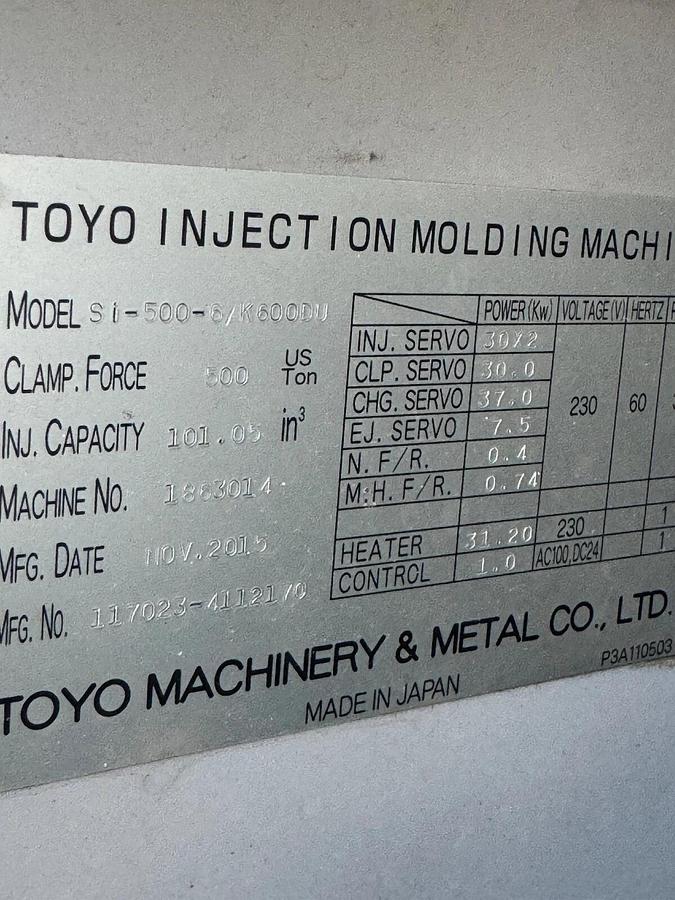 TOYO INJECTION MOLDING MACHI
MODEL Si-500-6/K600DU
CLAMP. FORCE 500 US Ton
INJ. CAPACITY 101.05 in³
MACHINE No. 1863014
MFG. DATE NOV.2015
MFG. No. 117023-4112170
POWER(Kw) VOLTAGE(V) HERTZ
INJ. SERVO 30X2
CLP. SERVO 30.0
CHG. SERVO 37.0 230 60
EJ. SERVO 7.5
N. F/R. 0.4
M.H. F/R. 0.74
HEATER 31.20 230 1
CONTROL 1.0 AC100,DC24 1
TOYO MACHINERY & METAL CO., LTD.
MADE IN JAPAN P3A110503